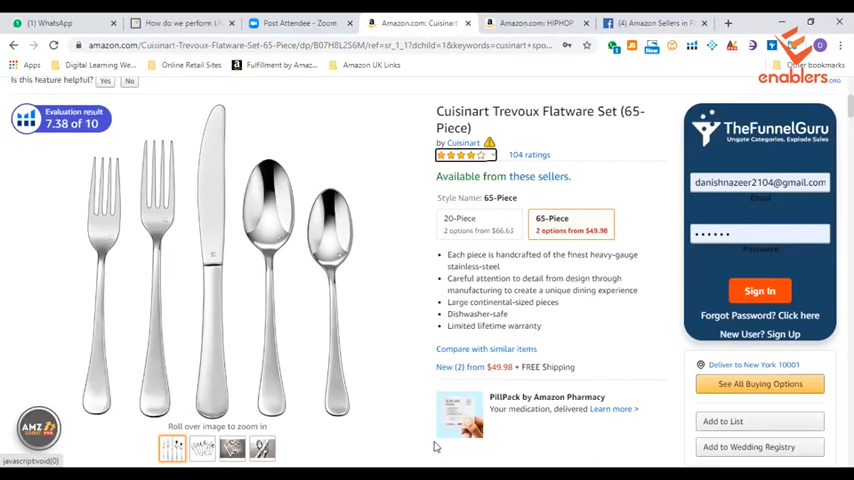 (1) WhatsApp
How do we perform Li
Post Attendee - Zoom
Amazon.com: Cuisinart
Amazon.com: HIPHOP
(4) Amazon Sellers in P
amazon.com/Cuisinart-Trevoux-Flatware-Set-65-Piece/dp/B07H8L2S6M/ref=sr_1_1?dchild=1&keywords=cuisinart+spo...
Apps
Digital Learning We...
Online Retail Sites
Fulfillment by Amaz...
Amazon UK Links
Other bookmarks
enablers.ORG
Is this feature helpful?
Yes
No
Evaluation result
7.38 of 10
Cuisinart Trevoux Flatware Set (65-
Piece)
by Cuisinart
104 ratings
Available from these sellers.
Style Name: 65-Piece
20-Piece
2 options from $66.63
65-Piece
2 options from $49.98
Each piece is handcrafted of the finest heavy-gauge
stainless-steel
Careful attention to detail from design through
manufacturing to create a unique dining experience
Large continental-sized pieces
Dishwasher-safe
Limited lifetime warranty
Compare with similar items
New (2) from $49.98 + FREE Shipping
PillPack by Amazon Pharmacy
Your medication, delivered Learn more >
Roll over image to zoom in
AMZ
javascript:void(0)
TheFunnelGuru
Ungate Categories. Explode Sales.
danishnazeer2104@gmail.com
Email
Password
Sign In
Forgot Password? Click here
New User? Sign Up
Deliver to New York 10001
See All Buying Options
Add to List
Add to Wedding Registry